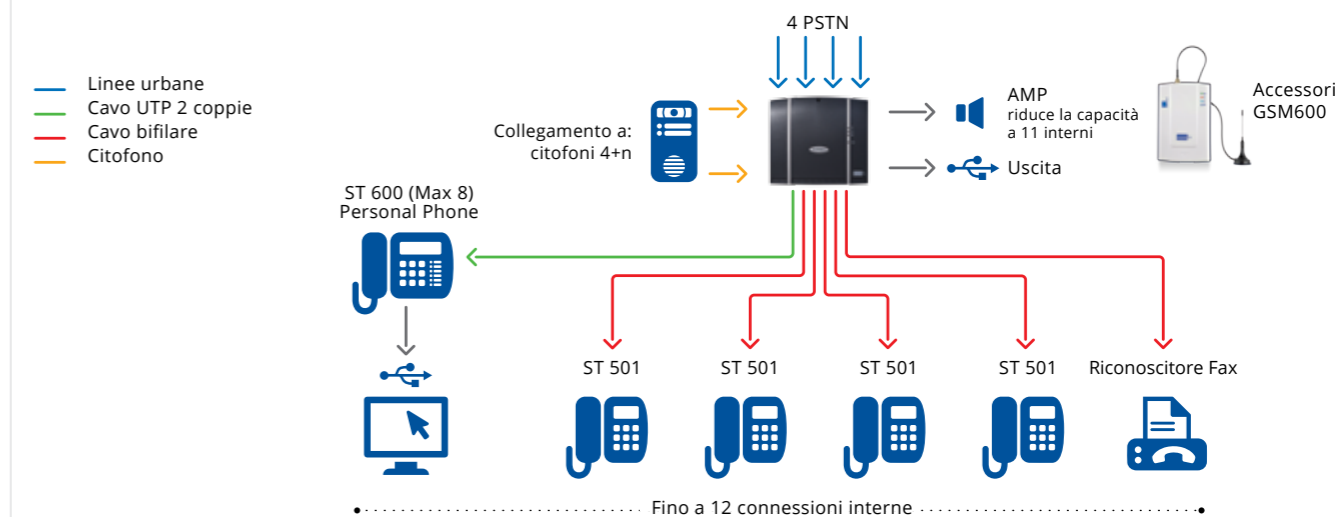 4 PSTN
Linee urbane
Cavo UTP 2 coppie
Cavo bifilare
Citofono
Collegamento a:
citofoni 4+n
AMP
riduce la capacità
a 11 interni
Uscita
Accessori
GSM600
ST 600 (Max 8)
Personal Phone
ST 501
ST 501
ST 501
ST 501
Riconoscitore Fax
Fino a 12 connessioni interne